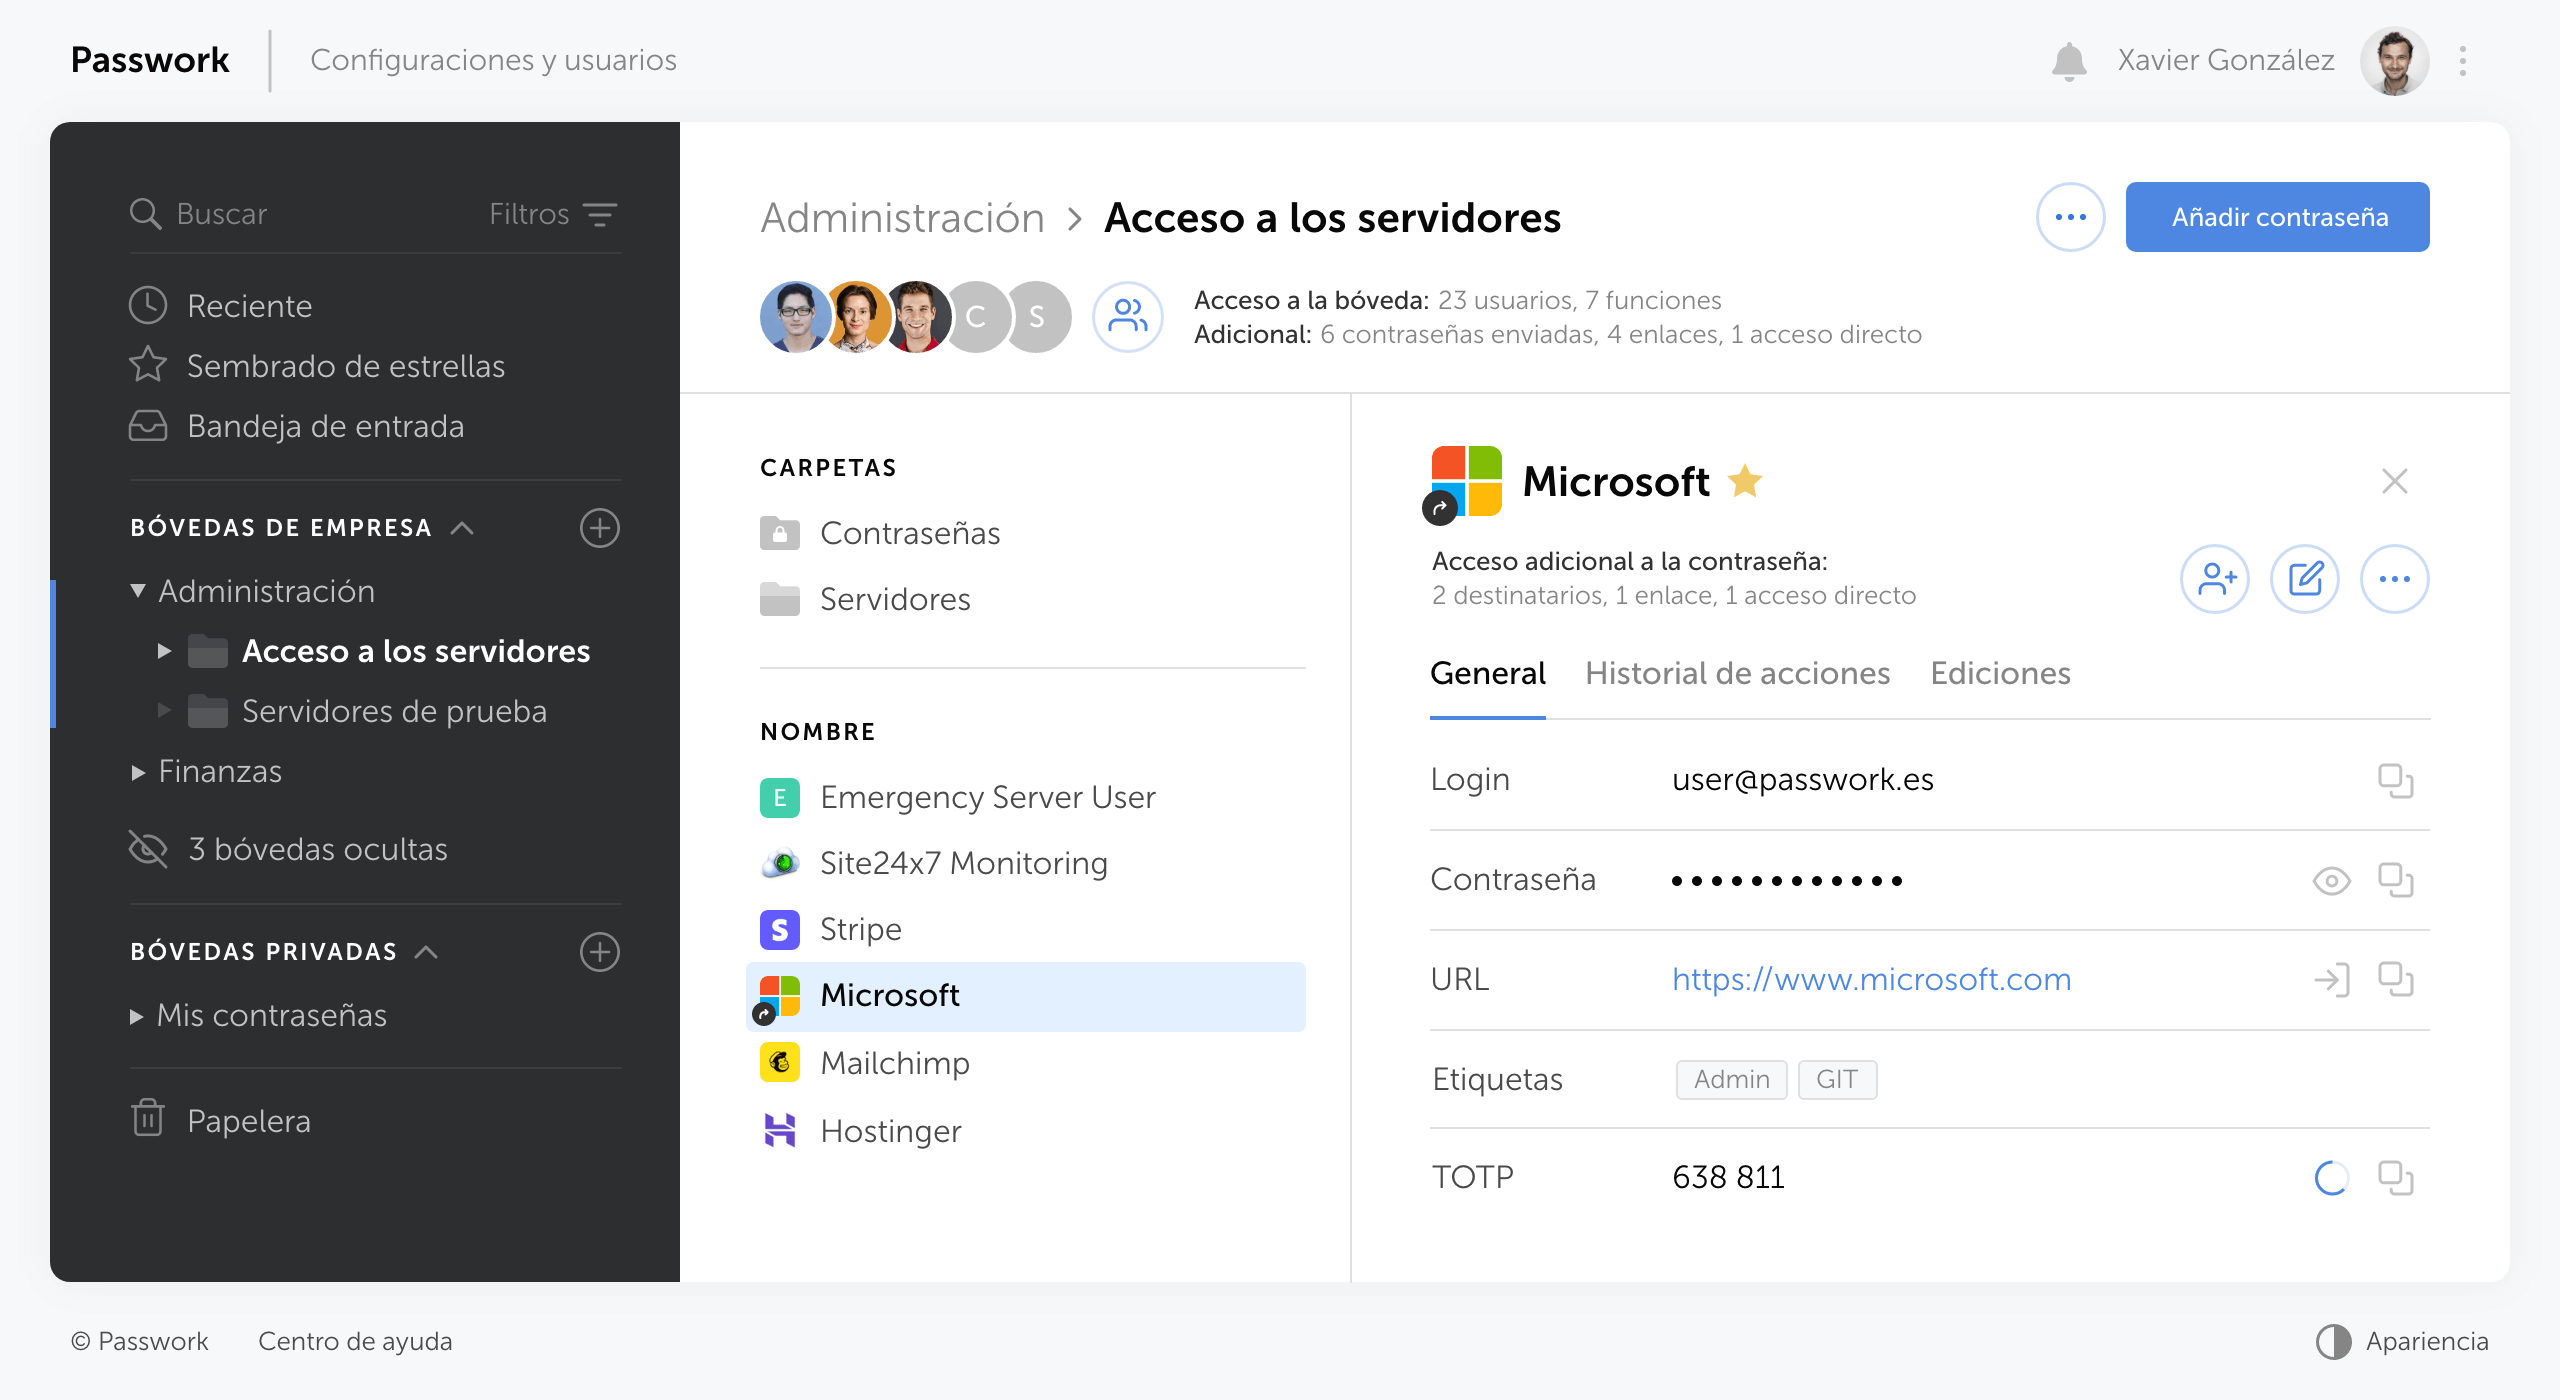 Passwork
Configuraciones y usuarios
Xavier González
Buscar
Filtros
Reciente
Sembrado de estrellas
Bandeja de entrada
BÓVEDAS DE EMPRESA
Administración
Acceso a los servidores
Servidores de prueba
Finanzas
3 bóvedas ocultas
BÓVEDAS PRIVADAS
Mis contraseñas
Papelera
Administración > Acceso a los servidores
Añadir contraseña
C
S
Acceso a la bóveda: 23 usuarios, 7 funciones
Adicional: 6 contraseñas enviadas, 4 enlaces, 1 acceso directo
CARPETAS
Contraseñas
Servidores
NOMBRE
E Emergency Server User
Site24x7 Monitoring
S Stripe
Microsoft
Mailchimp
Hostinger
Microsoft
Acceso adicional a la contraseña:
2 destinatarios, 1 enlace, 1 acceso directo
General
Historial de acciones
Ediciones
Login
user@passwork.es
Contraseña
••••••••••••
URL
https://www.microsoft.com
Etiquetas
Admin
GIT
TOTP
638 811
© Passwork
Centro de ayuda
Apariencia